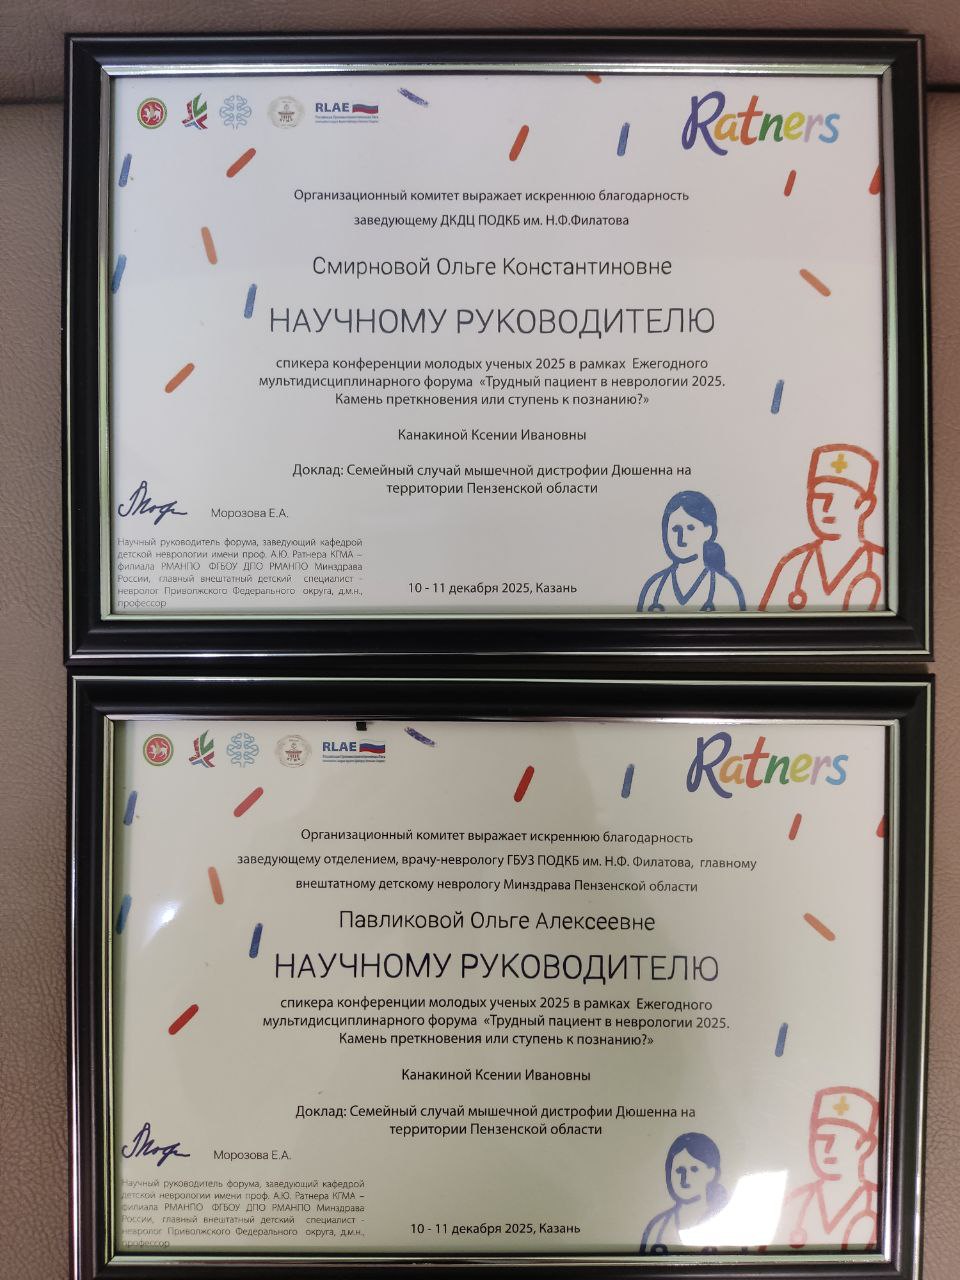 RLAE
Ratners
Организационный комитет выражает искреннюю благодарность
заведующему ДКДЦ ПОДКБ им. Н.Ф.Филатова
Смирновой Ольге Константиновне
НАУЧНОМУ РУКОВОДИТЕЛЮ
спикера конференции молодых ученых 2025 в рамках Ежегодного
мультидисциплинарного форума «Трудный пациент в неврологии 2025.
Камень преткновения или ступень к познанию?»
Канакиной Ксении Ивановны
Доклад: Семейный случай мышечной дистрофии Дюшенна на
территории Пензенской области
Морозова Е.А.
Научный руководитель форума, заведующий кафедрой
детской неврологии имени проф. А.Ю. Ратнера КГМА –
филиала РМАНПО ФГБОУ ДПО РМАНПО Минздрава
России, главный внештатный детский специалист -
невролог Приволжского Федерального округа, д.м.н.,
профессор
10 - 11 декабря 2025, Казань
RLAE
Ratners
Организационный комитет выражает искреннюю благодарность
заведующему отделением, врачу-неврологу ГБУЗ ПОДКБ им. Н.Ф. Филатова, главному
внештатному детскому неврологу Минздрава Пензенской области
Павликовой Ольге Алексеевне
НАУЧНОМУ РУКОВОДИТЕЛЮ
спикера конференции молодых ученых 2025 в рамках Ежегодного
мультидисциплинарного форума «Трудный пациент в неврологии 2025.
Камень преткновения или ступень к познанию?»
Канакиной Ксении Ивановны
Доклад: Семейный случай мышечной дистрофии Дюшенна на
территории Пензенской области
Морозова Е.А.
Научный руководитель форума, заведующий кафедрой
детской неврологии имени проф. А.Ю. Ратнера КГМА –
филиала РМАНПО ФГБОУ ДПО РМАНПО Минздрава
России, главный внештатный детский специалист -
невролог Приволжского Федерального округа, д.м.н.,
профессор
10 - 11 декабря 2025, Казань